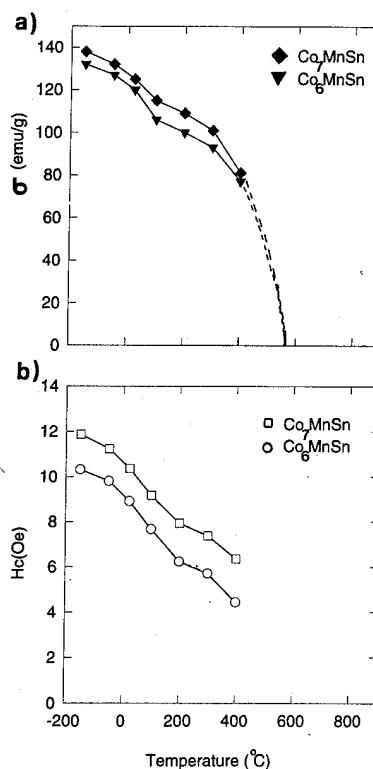 a)
140
120
100
80
60
40
20
0
σ (emu/g)
Co7MnSn
Co6MnSn
b)
14
12
10
8
6
4
2
0
Hc(Oe)
Co7MnSn
Co6MnSn
-200 0 200 400 600 800
Temperature (°C)